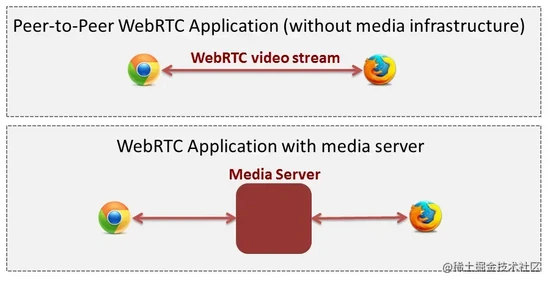 Peer-to-Peer WebRTC Application (without media infrastructure)
WebRTC video stream
WebRTC Application with media server
Media Server
@稀土掘金技术社区